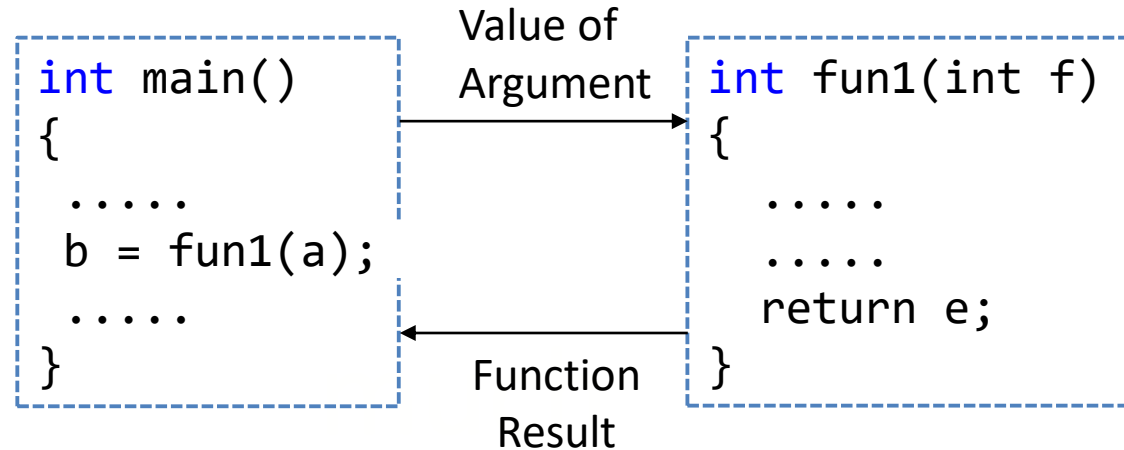 int main()
{
.....
b = fun1(a);
.....
}
Value of
Argument
int fun1(int f)
{
.....
.....
return e;
}
Function
Result